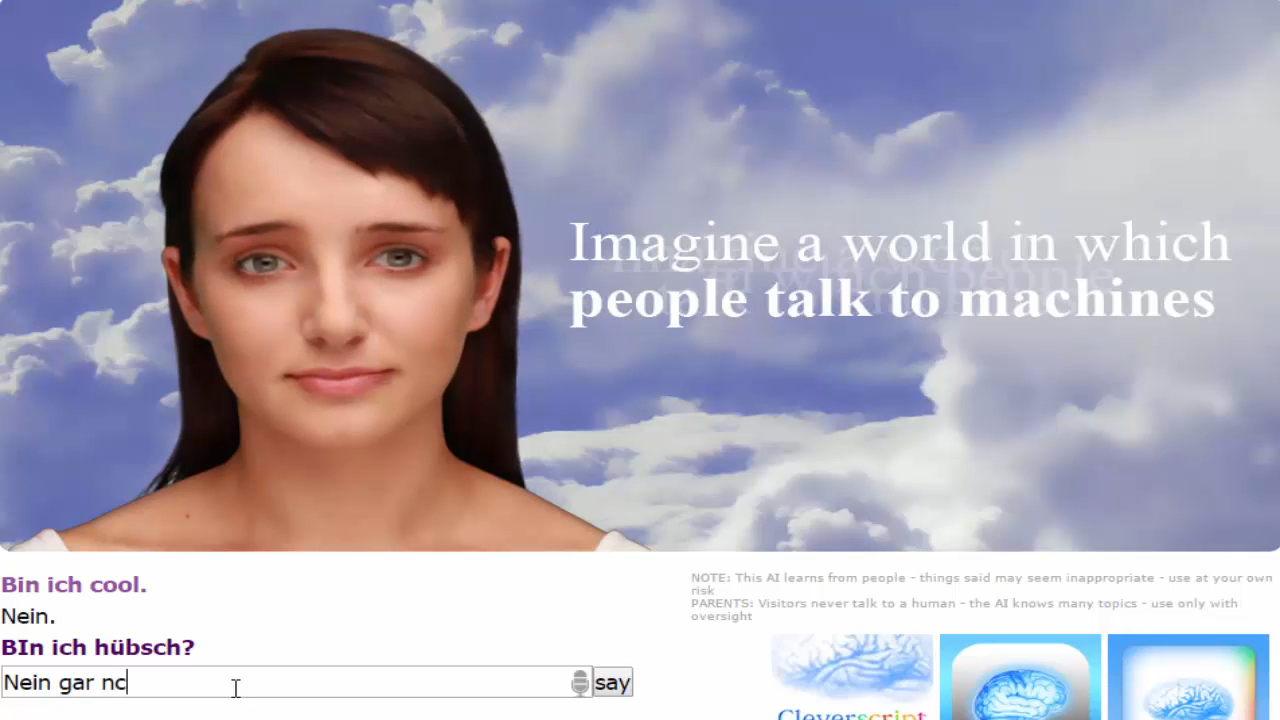 Imagine a world in which
people talk to machines
Bin ich cool.
Nein.
BIn ich hübsch?
Nein gar nc
say
NOTE: This AI learns from people - things said may seem inappropriate - use at your own
risk
PARENTS: Visitors never talk to a human - the AI knows many topics - use only with
oversight
Cleverscript